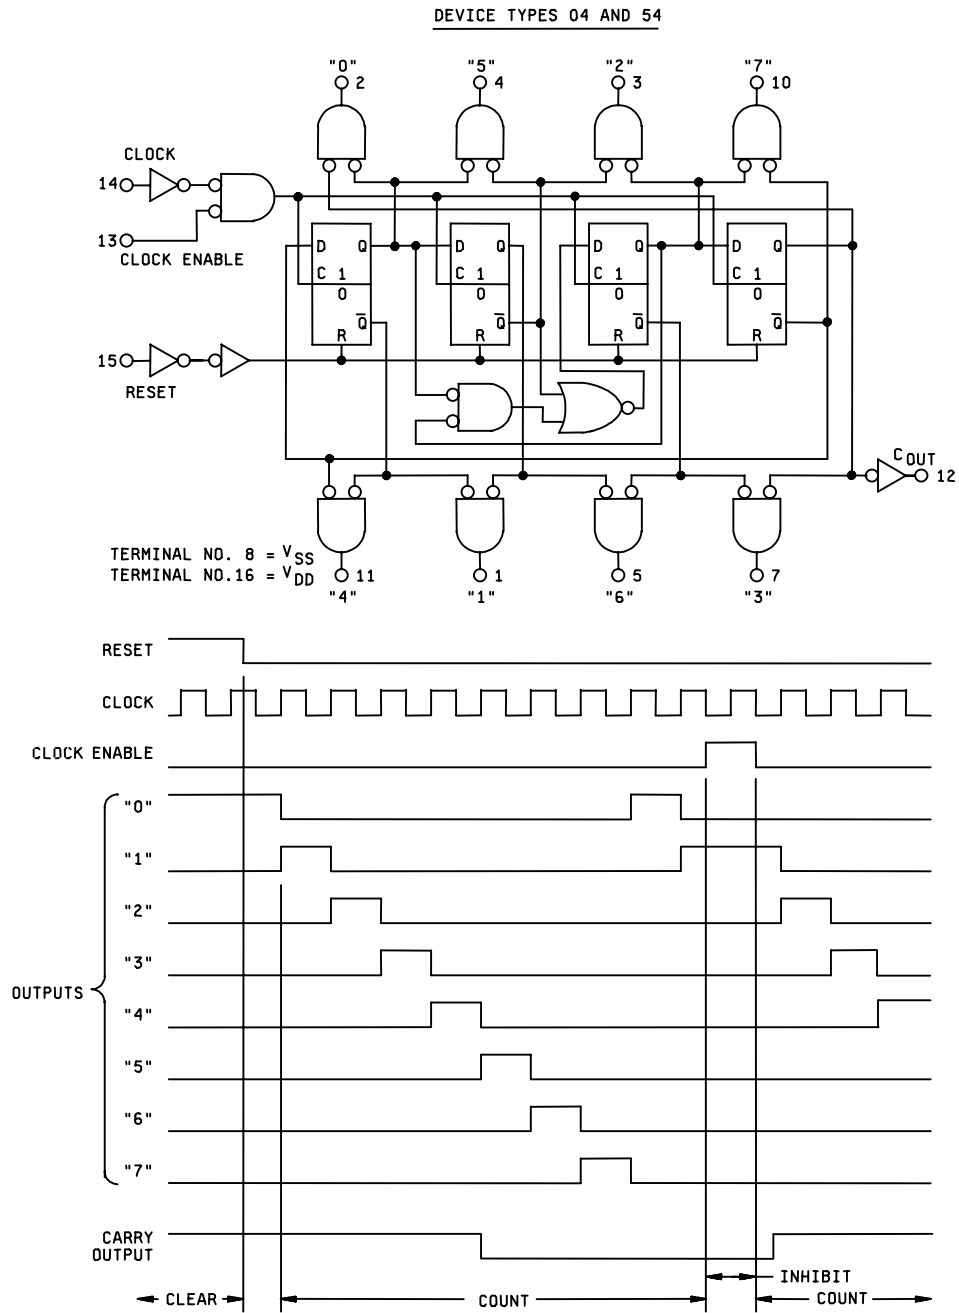 DEVICE TYPES 04 AND 54
"0" "5" "2" "7"
2 4 3 10
CLOCK
14
13
CLOCK ENABLE
D Q D Q D Q D Q
C 1 C 1 C 1 C 1
0 0 0 0
Q̅ Q̅ Q̅ Q̅
R R R R
15
RESET
COUT
12
TERMINAL NO. 8 = VSS
TERMINAL NO.16 = VDD
11 1 5 7
"4" "1" "6" "3"
RESET
CLOCK
CLOCK ENABLE
OUTPUTS
"0"
"1"
"2"
"3"
"4"
"5"
"6"
"7"
CARRY
OUTPUT
INHIBIT
CLEAR COUNT COUNT